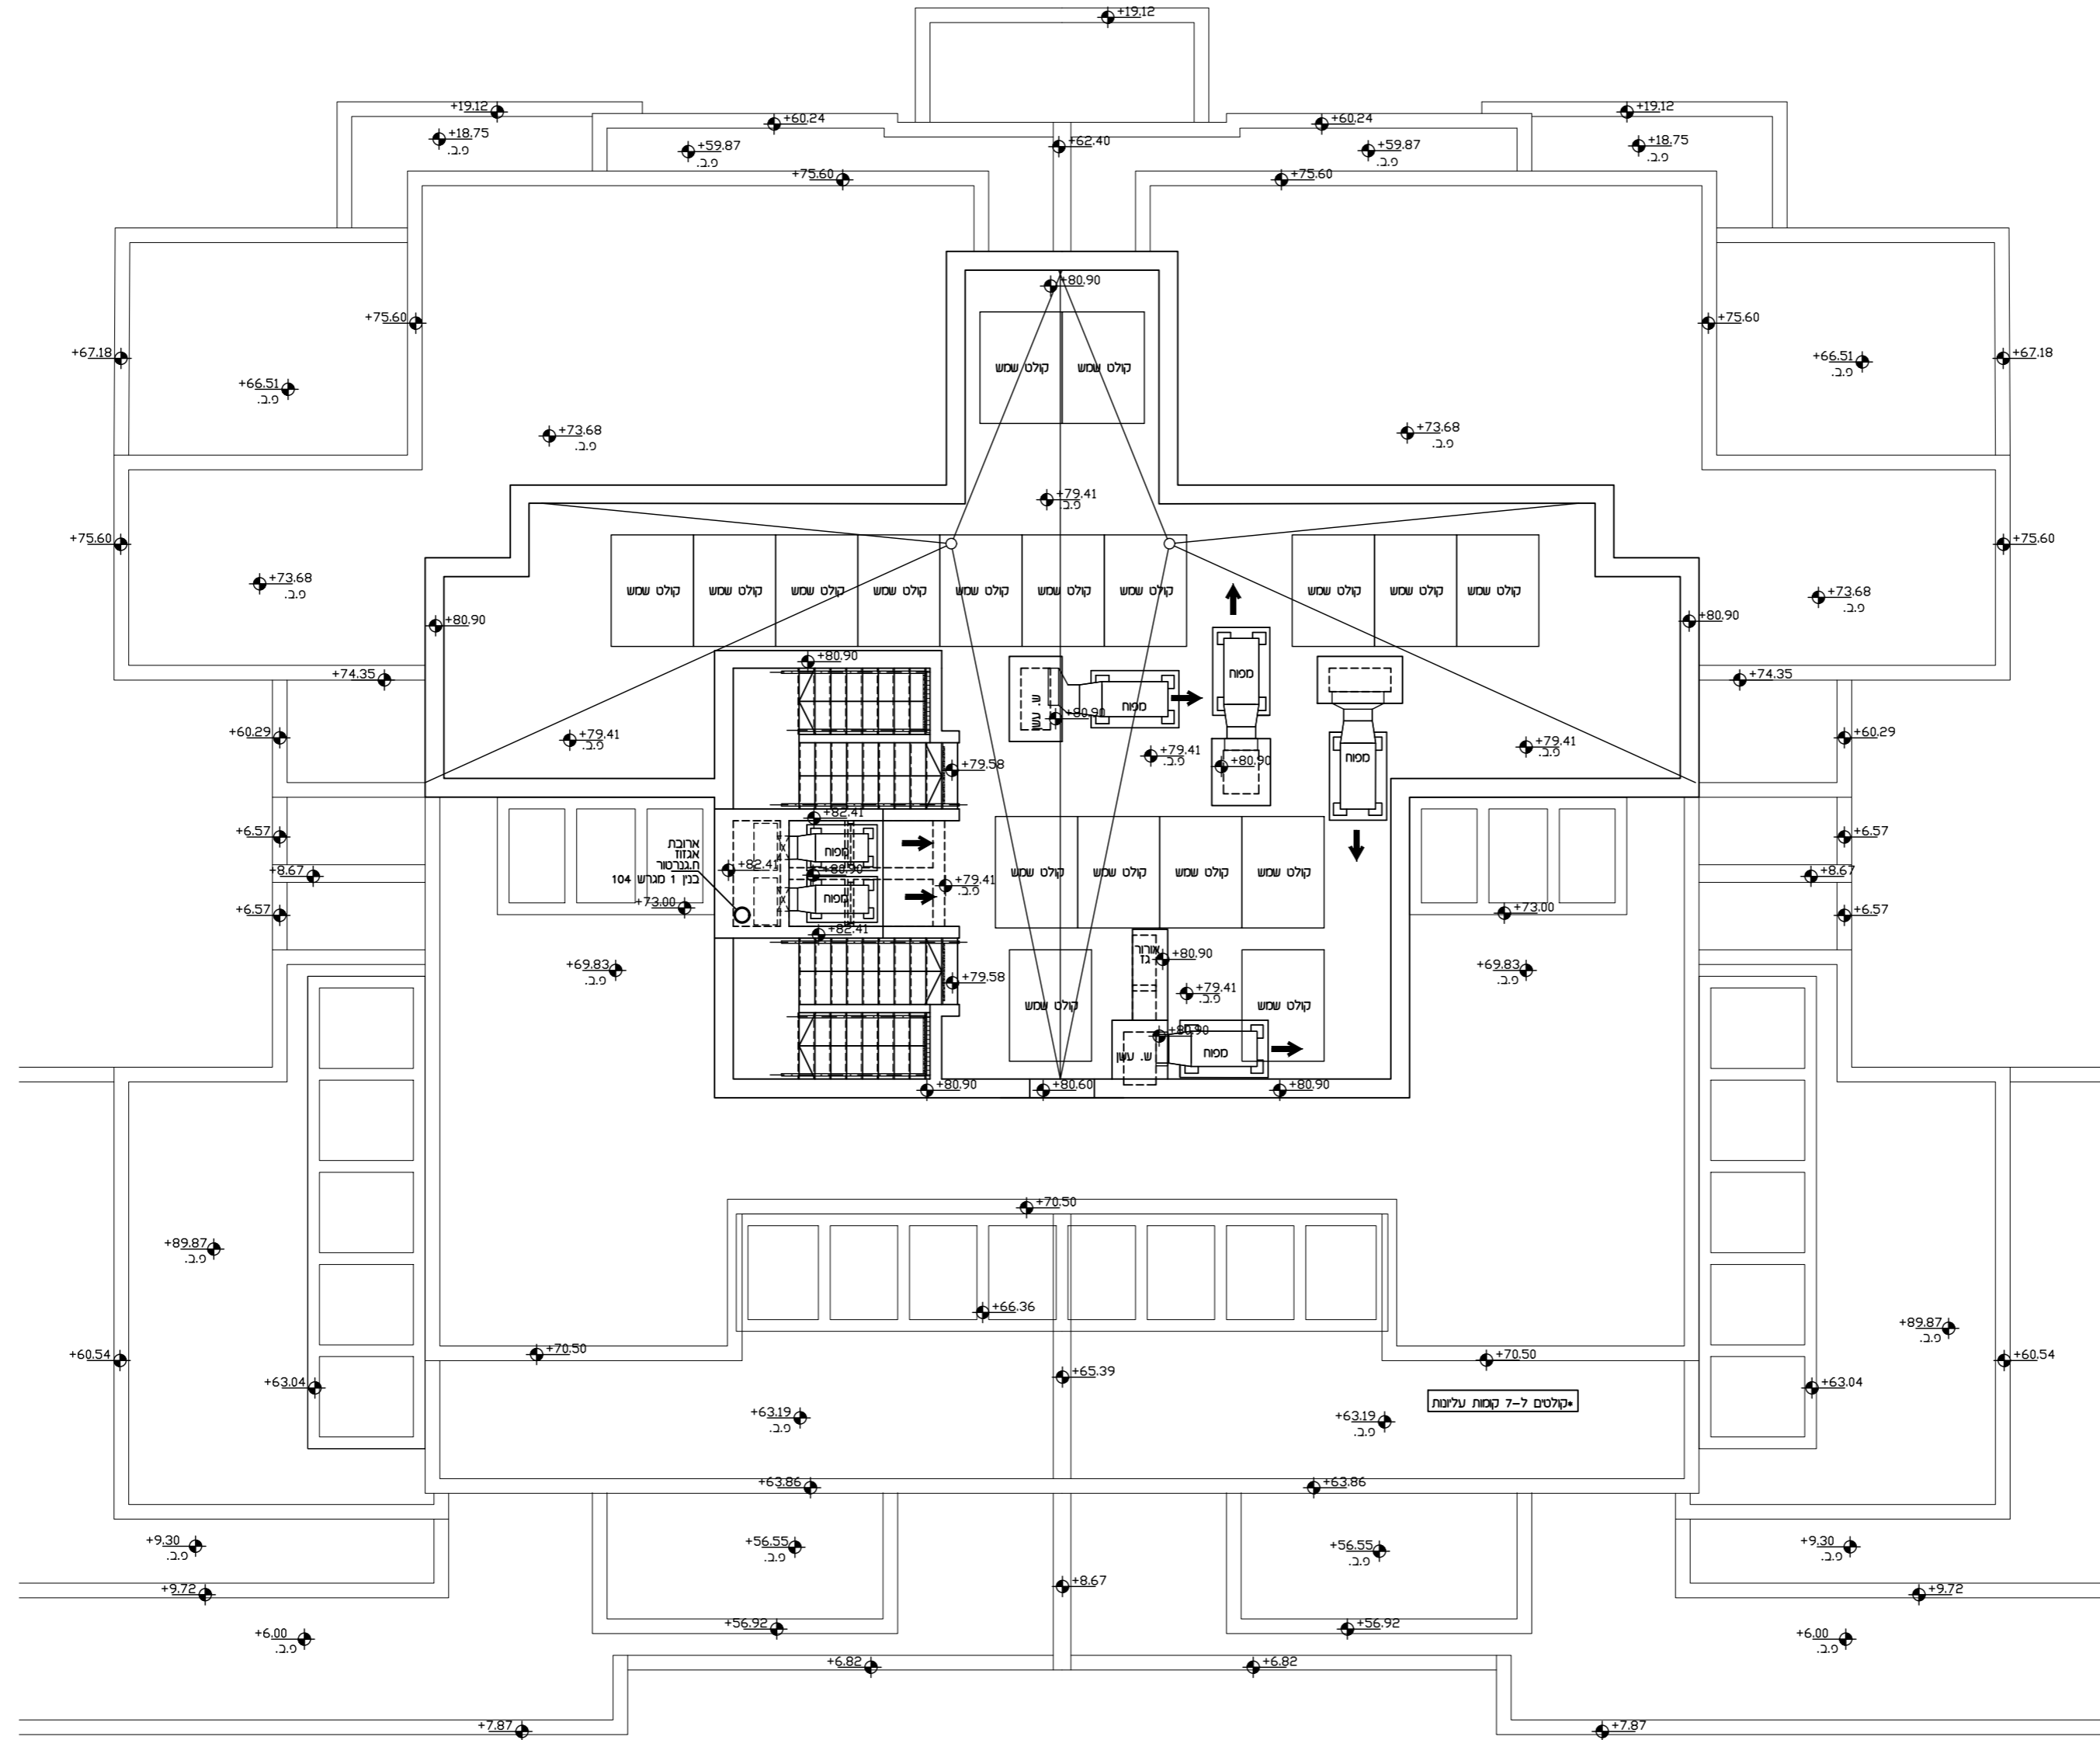 +19.12
+19.12
+60.24
+60.24
+19.12
+18.75
פ.ב.
+59.87
פ.ב.
+62.40
+59.87
פ.ב.
+18.75
פ.ב.
+75.60
+75.60
+80.90
+75.60
+75.60
+67.18
+66.51
פ.ב.
קולט שמש
קולט שמש
+66.51
פ.ב.
+67.18
+73.68
פ.ב.
+73.68
פ.ב.
+79.41
פ.ב.
+75.60
+75.60
+73.68
פ.ב.
קולט שמש
קולט שמש
קולט שמש
קולט שמש
קולט שמש
קולט שמש
קולט שמש
קולט שמש
קולט שמש
קולט שמש
+73.68
פ.ב.
+80.90
+80.90
+80.90
+74.35
מפוח
+74.35
ש. עשן
מפוח
+80.90
+60.29
+79.41
פ.ב.
+79.41
פ.ב.
+79.41
פ.ב.
+60.29
מפוח
+79.58
+80.90
+82.41
+6.57
+6.57
ארובת
אגזוז
ח.גנרטור
בנין 1 מגרש 104
מפוח
+82.41
+80.90
+8.67
+8.67
קולט שמש
קולט שמש
קולט שמש
קולט שמש
+79.41
פ.ב.
מפוח
+73.00
+73.00
+6.57
+6.57
+82.41
אורור
גז
+80.90
+69.83
פ.ב.
+69.83
פ.ב.
+79.58
+79.41
פ.ב.
קולט שמש
קולט שמש
+80.90
ש. עשן
מפוח
+80.90
+80.60
+80.90
+70.50
+89.87
פ.ב.
+66.36
+89.87
פ.ב.
+60.54
+70.50
+70.50
+60.54
+65.39
+63.04
+63.04
*קולטים ל-7 קומות עליונות
+63.19
פ.ב.
+63.19
פ.ב.
+63.86
+63.86
+9.30
פ.ב.
+56.55
פ.ב.
+56.55
פ.ב.
+9.30
פ.ב.
+9.72
+8.67
+9.72
+56.92
+56.92
+6.00
פ.ב.
+6.00
פ.ב.
+6.82
+6.82
+7.87
+7.87